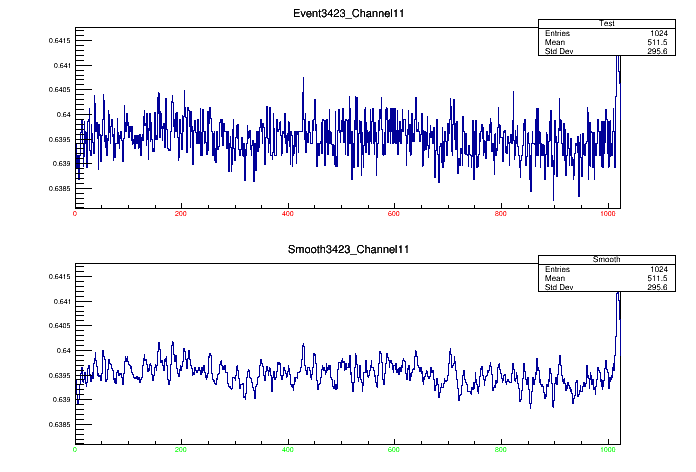 Event3423_Channel11
Test
Entries 1024
Mean 511.5
Std Dev 295.6
0.6415
0.641
0.6405
0.64
0.6395
0.639
0.6385
0 200 400 600 800 1000
Smooth3423_Channel11
Smooth
Entries 1024
Mean 511.5
Std Dev 295.6
0.6415
0.641
0.6405
0.64
0.6395
0.639
0.6385
0 200 400 600 800 1000